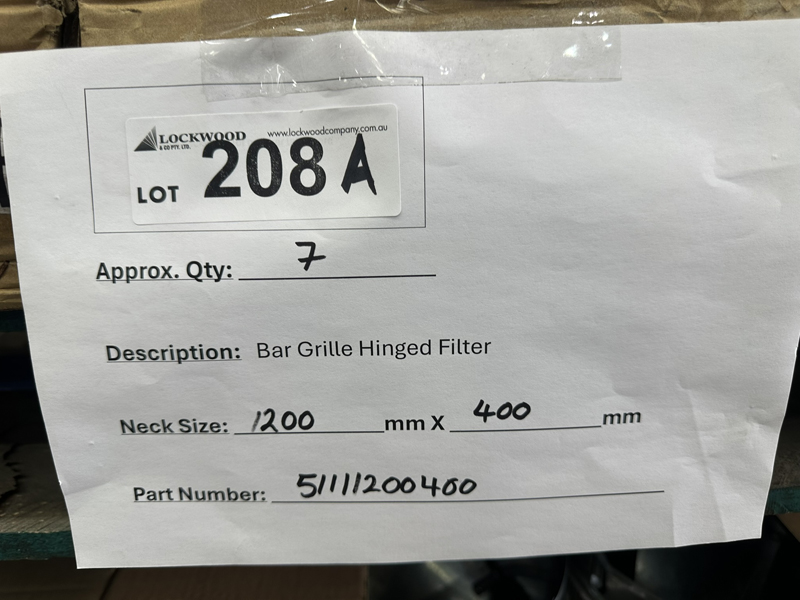 LOCKWOOD
& CO PTY. LTD.
www.lockwoodcompany.com.au
LOT 208 A
Approx. Qty: 7
Description: Bar Grille Hinged Filter
Neck Size: 1200 mm X 400 mm
Part Number: 51111200400